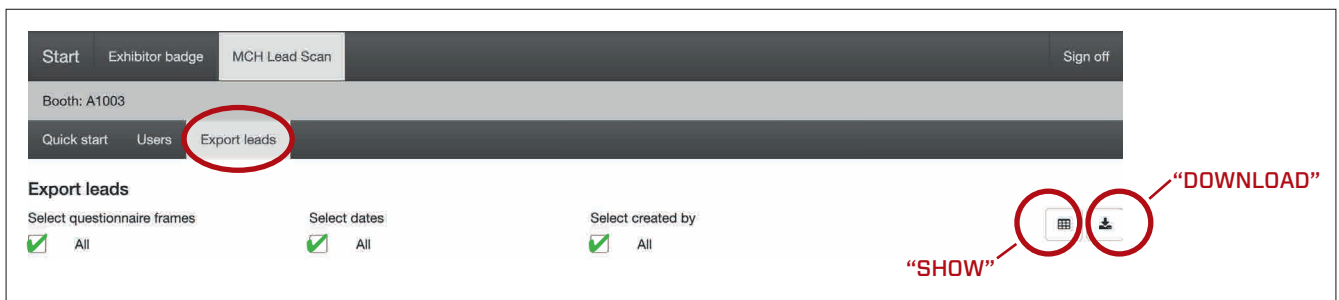 Start Exhibitor badge MCH Lead Scan Sign off
Booth: A1003
Quick start Users Export leads
Export leads
“DOWNLOAD”
Select questionnaire frames Select dates Select created by
All All All
“SHOW”